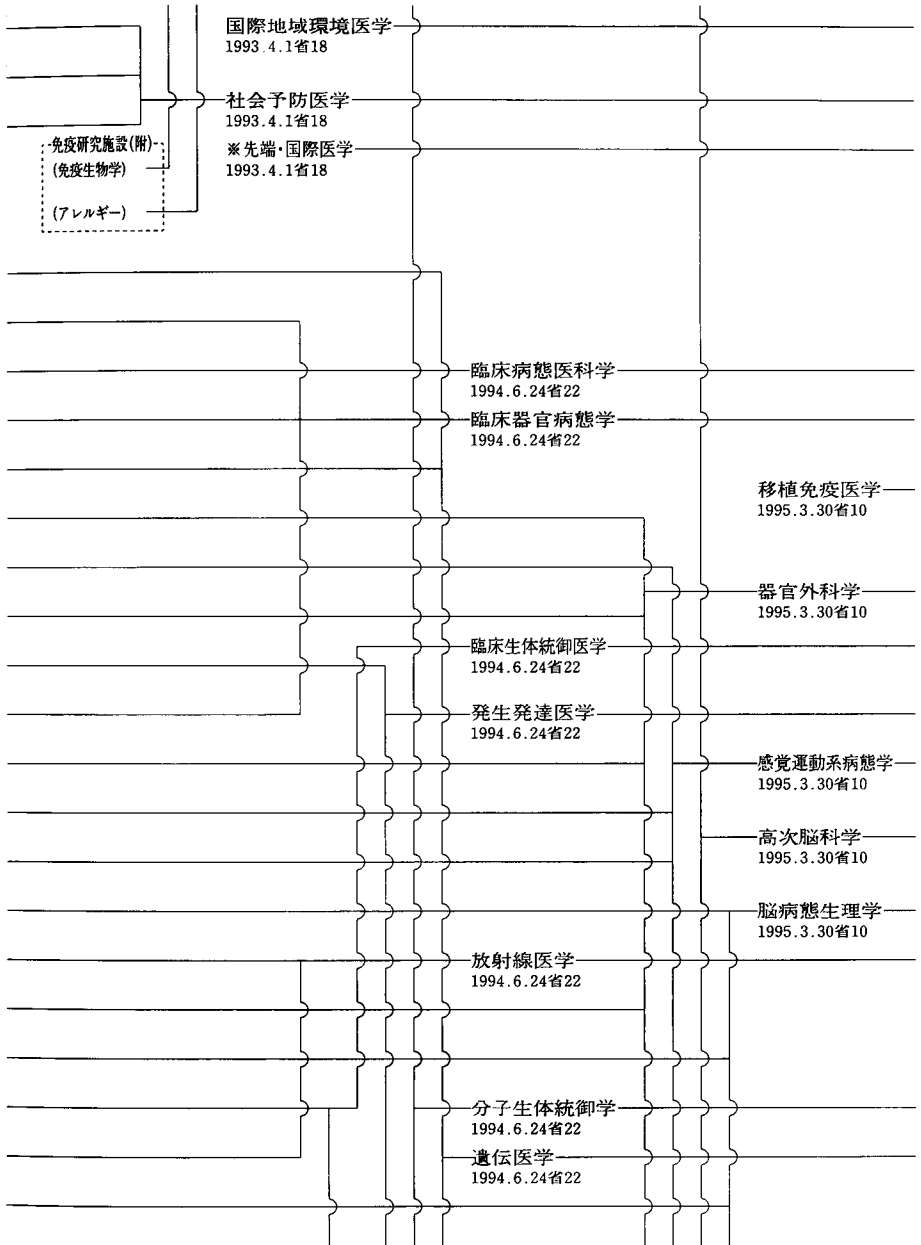 国際地域環境医学
1993.4.1省18
社会予防医学
1993.4.1省18
免疫研究施設(附)
(免疫生物学)
(アレルギー)
※先端・国際医学
1993.4.1省18
臨床病態医科学
1994.6.24省22
臨床器官病態学
1994.6.24省22
移植免疫医学
1995.3.30省10
器官外科学
1995.3.30省10
臨床生体統御医学
1994.6.24省22
発生発達医学
1994.6.24省22
感覚運動系病態学
1995.3.30省10
高次脳科学
1995.3.30省10
脳病態生理学
1995.3.30省10
放射線医学
1994.6.24省22
分子生体統御学
1994.6.24省22
遺伝医学
1994.6.24省22